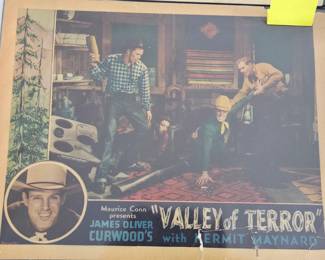 Maurice Conn
presents
JAMES OLIVER
CURWOOD'S
"VALLEY of TERROR"
with KERMIT MAYNARD